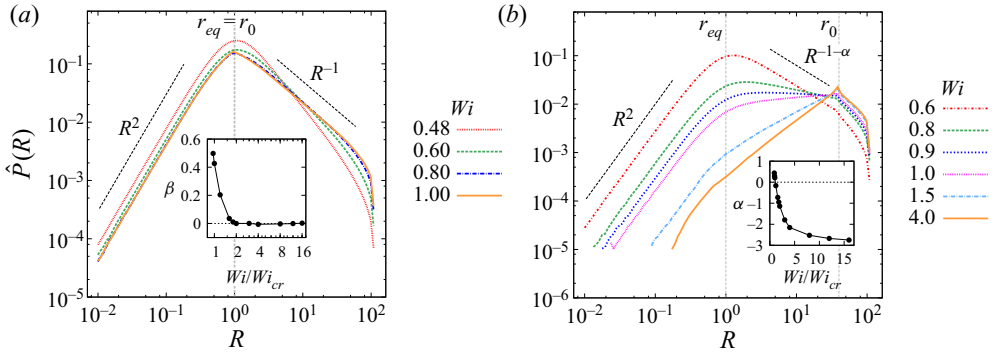 (a)
r_eq = r_0
10^−1
10^−2
10^−3
10^−4
10^−5
P̂(R)
R^2
R^−1
Wi
0.48
0.60
0.80
1.00
0.6
0.4
0.2
0
β
1 2 4 8 16
Wi/Wi_cr
10^−2 10^−1 10^0 10^1 10^2
R
(b)
r_eq
r_0
10^−1
10^−2
10^−3
10^−4
10^−5
10^−6
R^2
R^−1−α
Wi
0.6
0.8
0.9
1.0
1.5
4.0
1
0
α −1
−2
−3
0 5 10 15
Wi/Wi_cr
10^−2 10^−1 10^0 10^1 10^2
R